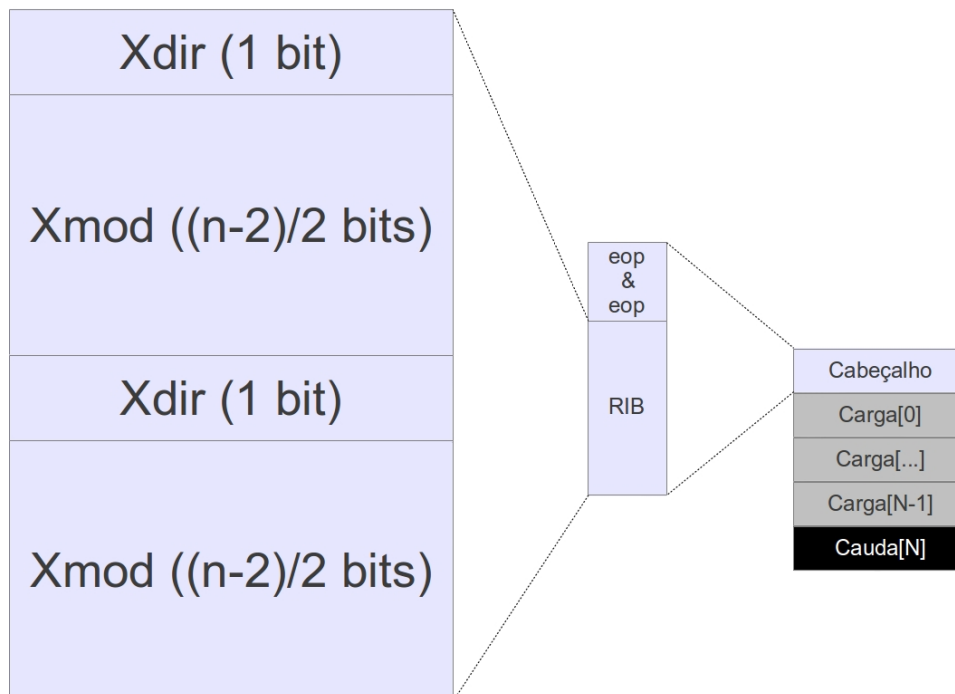 Xdir (1 bit)
Xmod ((n-2)/2 bits)
Xdir (1 bit)
Xmod ((n-2)/2 bits)
eop
&
eop
RIB
Cabeçalho
Carga[0]
Carga[...]
Carga[N-1]
Cauda[N]